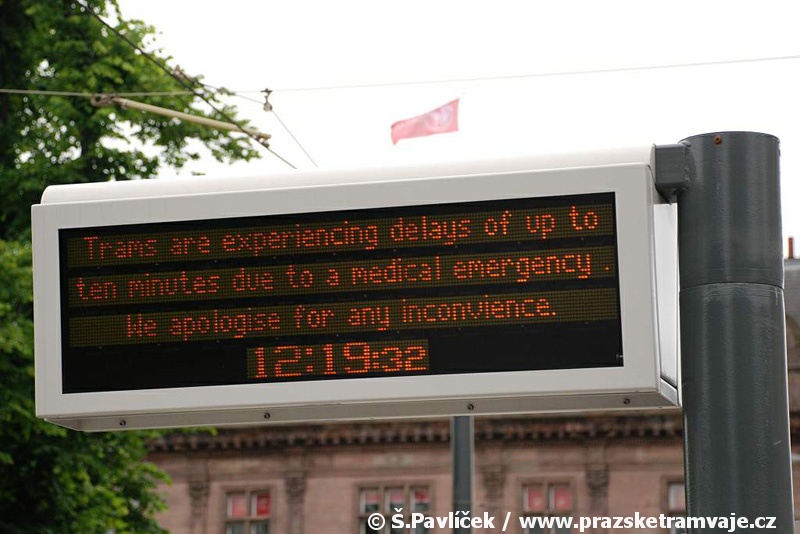 Trams are experiencing delays of up to
ten minutes due to a medical emergency .
We apologise for any inconvience.
12:19:32
© Š.Pavlíček / www.prazsketramvaje.cz